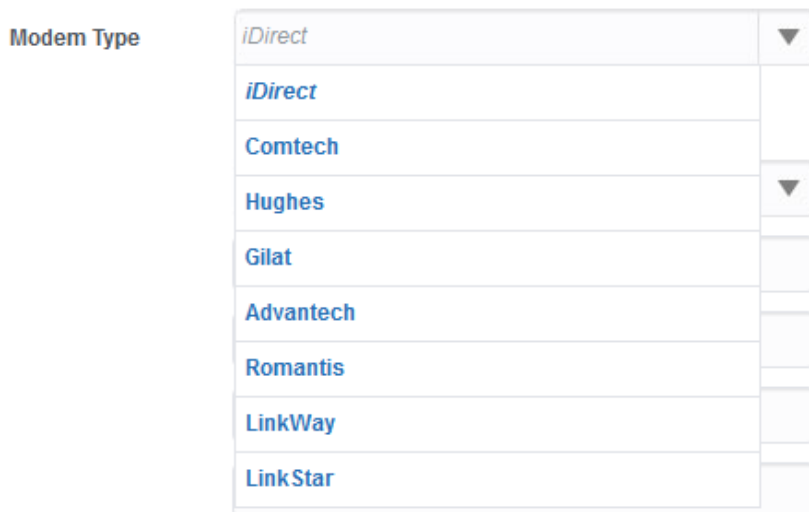 Modem Type
iDirect
iDirect
Comtech
Hughes
Gilat
Advantech
Romantis
LinkWay
LinkStar